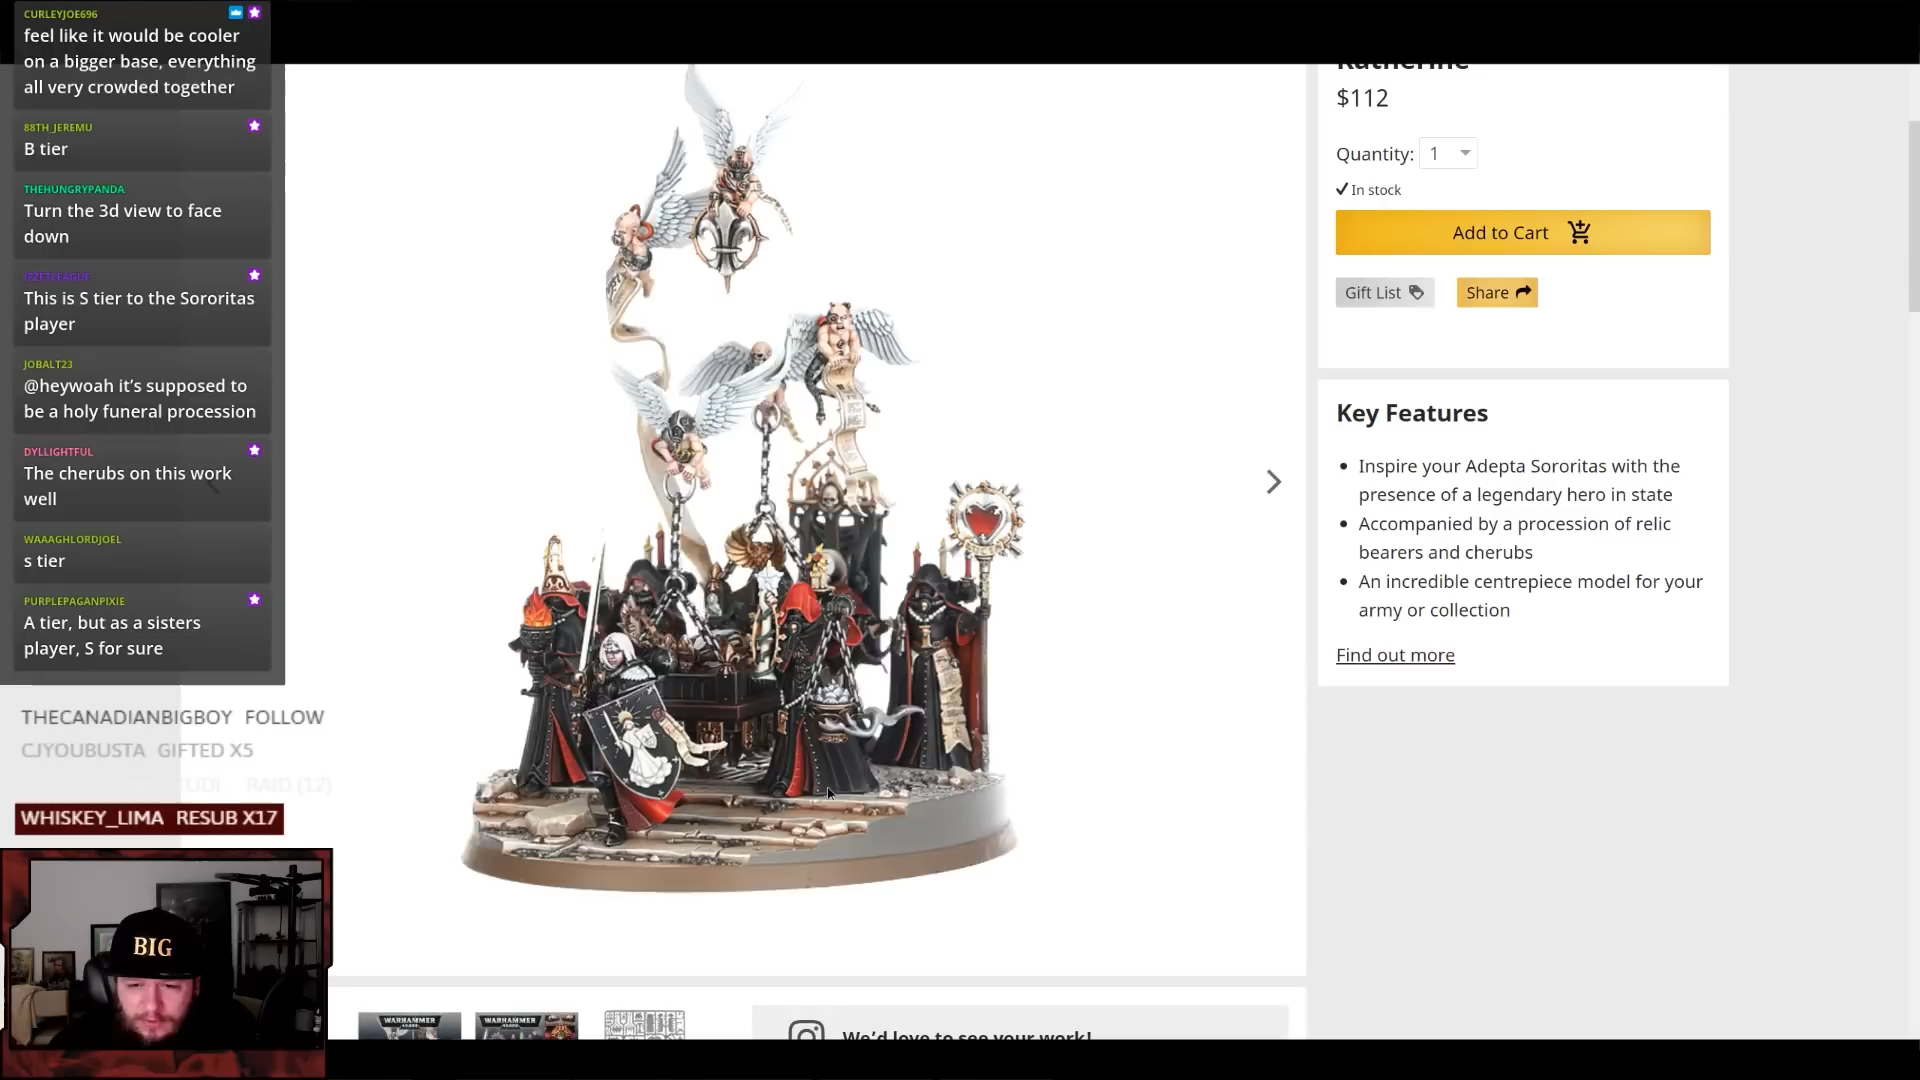 CURLEYJOE696
feel like it would be cooler
on a bigger base, everything
all very crowded together
88TH_JEREMU
B tier
THEHUNGRYPANDA
Turn the 3d view to face
down
This is S tier to the Sororitas
player
JOBALT23
@heywoah it's supposed to
be a holy funeral procession
DYLLIGHTFUL
The cherubs on this work
well
WAAAGHLORDJOEL
s tier
PURPLEPAGANPIXIE
A tier, but as a sisters
player, S for sure
THECANADIANBIGBOY FOLLOW
CJYOUBUSTA GIFTED X5
RAID (12)
WHISKEY_LIMA RESUB X17
BIG
Katherine
$112
Quantity: 1
In stock
Add to Cart
Gift List
Share
Key Features
• Inspire your Adepta Sororitas with the
presence of a legendary hero in state
• Accompanied by a procession of relic
bearers and cherubs
• An incredible centrepiece model for your
army or collection
Find out more
WARHAMMER
WARHAMMER
We'd love to see your work!